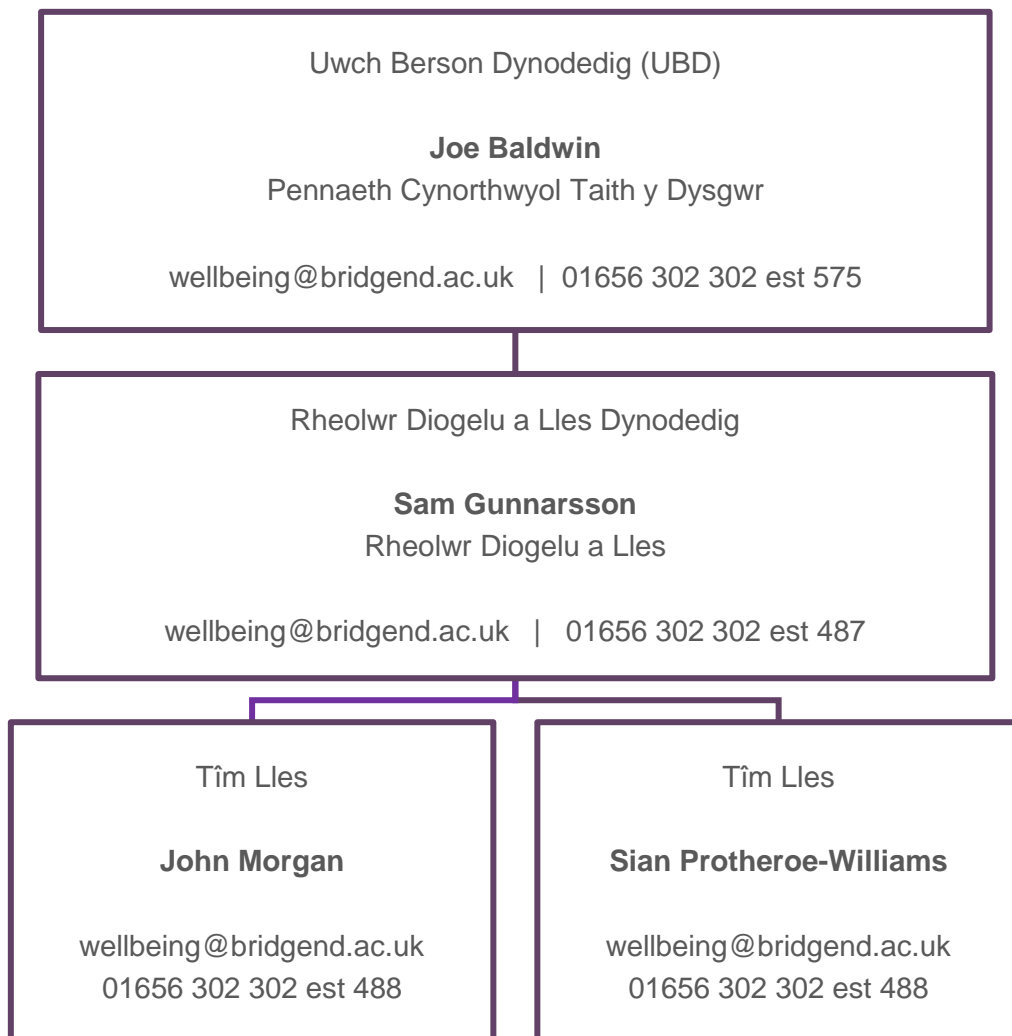 Uwch Berson Dynodedig (UBD)
Joe Baldwin
Pennaeth Cynorthwyol Taith y Dysgwr
wellbeing@bridgend.ac.uk | 01656 302 302 est 575
Rheolwr Diogelu a Lles Dynodedig
Sam Gunnarsson
Rheolwr Diogelu a Lles
wellbeing@bridgend.ac.uk | 01656 302 302 est 487
Tîm Lles
John Morgan
wellbeing@bridgend.ac.uk
01656 302 302 est 488
Tîm Lles
Sian Protheroe-Williams
wellbeing@bridgend.ac.uk
01656 302 302 est 488